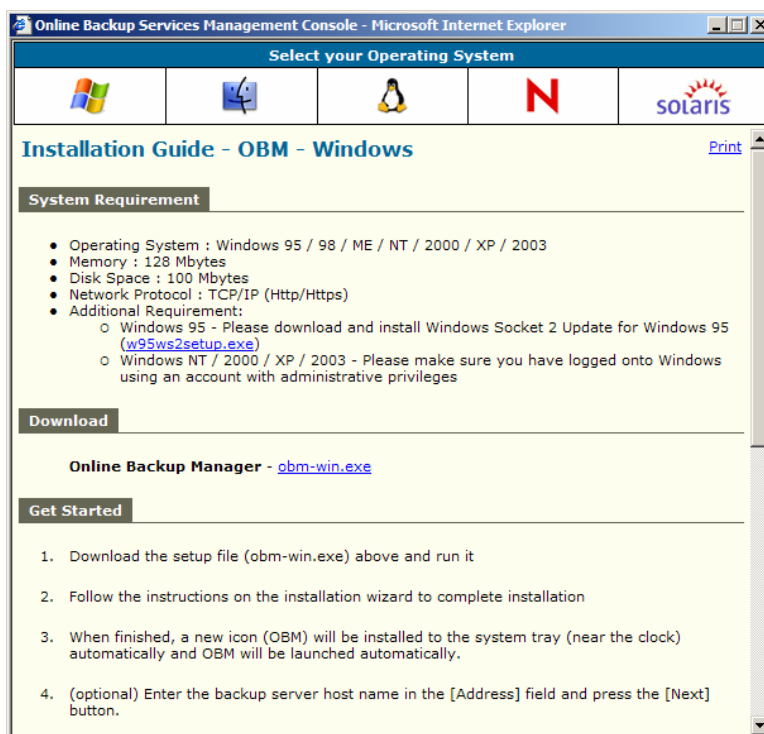 Online Backup Services Management Console - Microsoft Internet Explorer
Select your Operating System
N
solaris
Installation Guide - OBM - Windows
Print
System Requirement
● Operating System : Windows 95 / 98 / ME / NT / 2000 / XP / 2003
● Memory : 128 Mbytes
● Disk Space : 100 Mbytes
● Network Protocol : TCP/IP (Http/Https)
● Additional Requirement:
○ Windows 95 - Please download and install Windows Socket 2 Update for Windows 95
(w95ws2setup.exe)
○ Windows NT / 2000 / XP / 2003 - Please make sure you have logged onto Windows
using an account with administrative privileges
Download
Online Backup Manager - obm-win.exe
Get Started
1. Download the setup file (obm-win.exe) above and run it
2. Follow the instructions on the installation wizard to complete installation
3. When finished, a new icon (OBM) will be installed to the system tray (near the clock)
automatically and OBM will be launched automatically.
4. (optional) Enter the backup server host name in the [Address] field and press the [Next]
button.